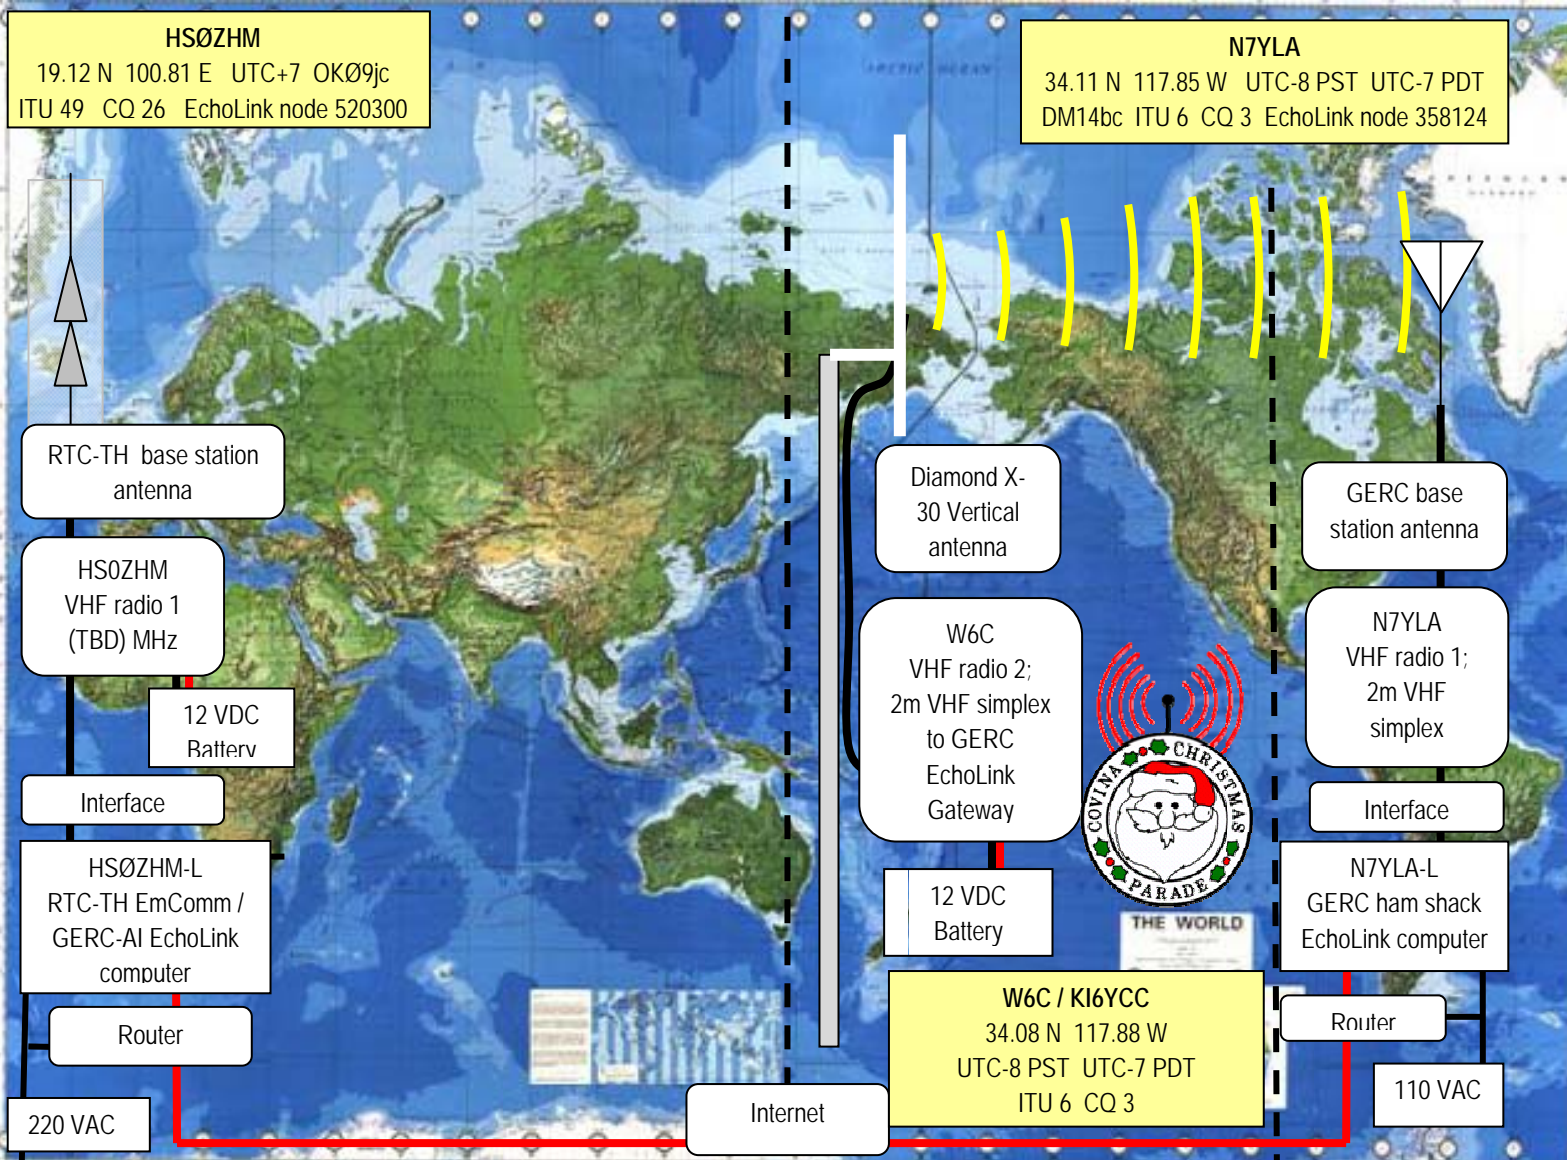 HSØZHM
19.12 N 100.81 E UTC+7 OKØ9jc
ITU 49 CQ 26 EchoLink node 520300
N7YLA
34.11 N 117.85 W UTC-8 PST UTC-7 PDT
DM14bc ITU 6 CQ 3 EchoLink node 358124
ARCTIC OCEAN
RTC-TH base station
antenna
HS0ZHM
VHF radio 1
(TBD) MHz
12 VDC
Battery
Interface
HSØZHM-L
RTC-TH EmComm /
GERC-AI EchoLink
computer
Router
220 VAC
Diamond X-
30 Vertical
antenna
W6C
VHF radio 2;
2m VHF simplex
to GERC
EchoLink
Gateway
12 VDC
Battery
COVINA CHRISTMAS
PARADE
THE WORLD
W6C / KI6YCC
34.08 N 117.88 W
UTC-8 PST UTC-7 PDT
ITU 6 CQ 3
Internet
GERC base
station antenna
N7YLA
VHF radio 1;
2m VHF
simplex
Interface
N7YLA-L
GERC ham shack
EchoLink computer
Router
110 VAC